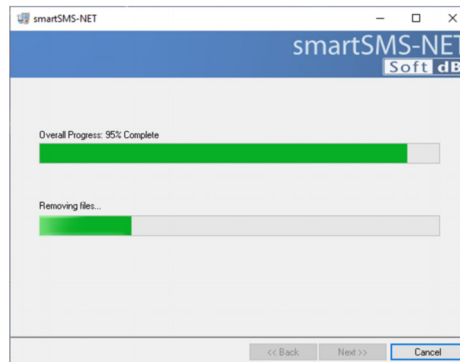 smartSMS-NET
smartSMS-NET
Soft dB
Overall Progress: 95% Complete
Removing files...
<< Back
Next >>
Cancel